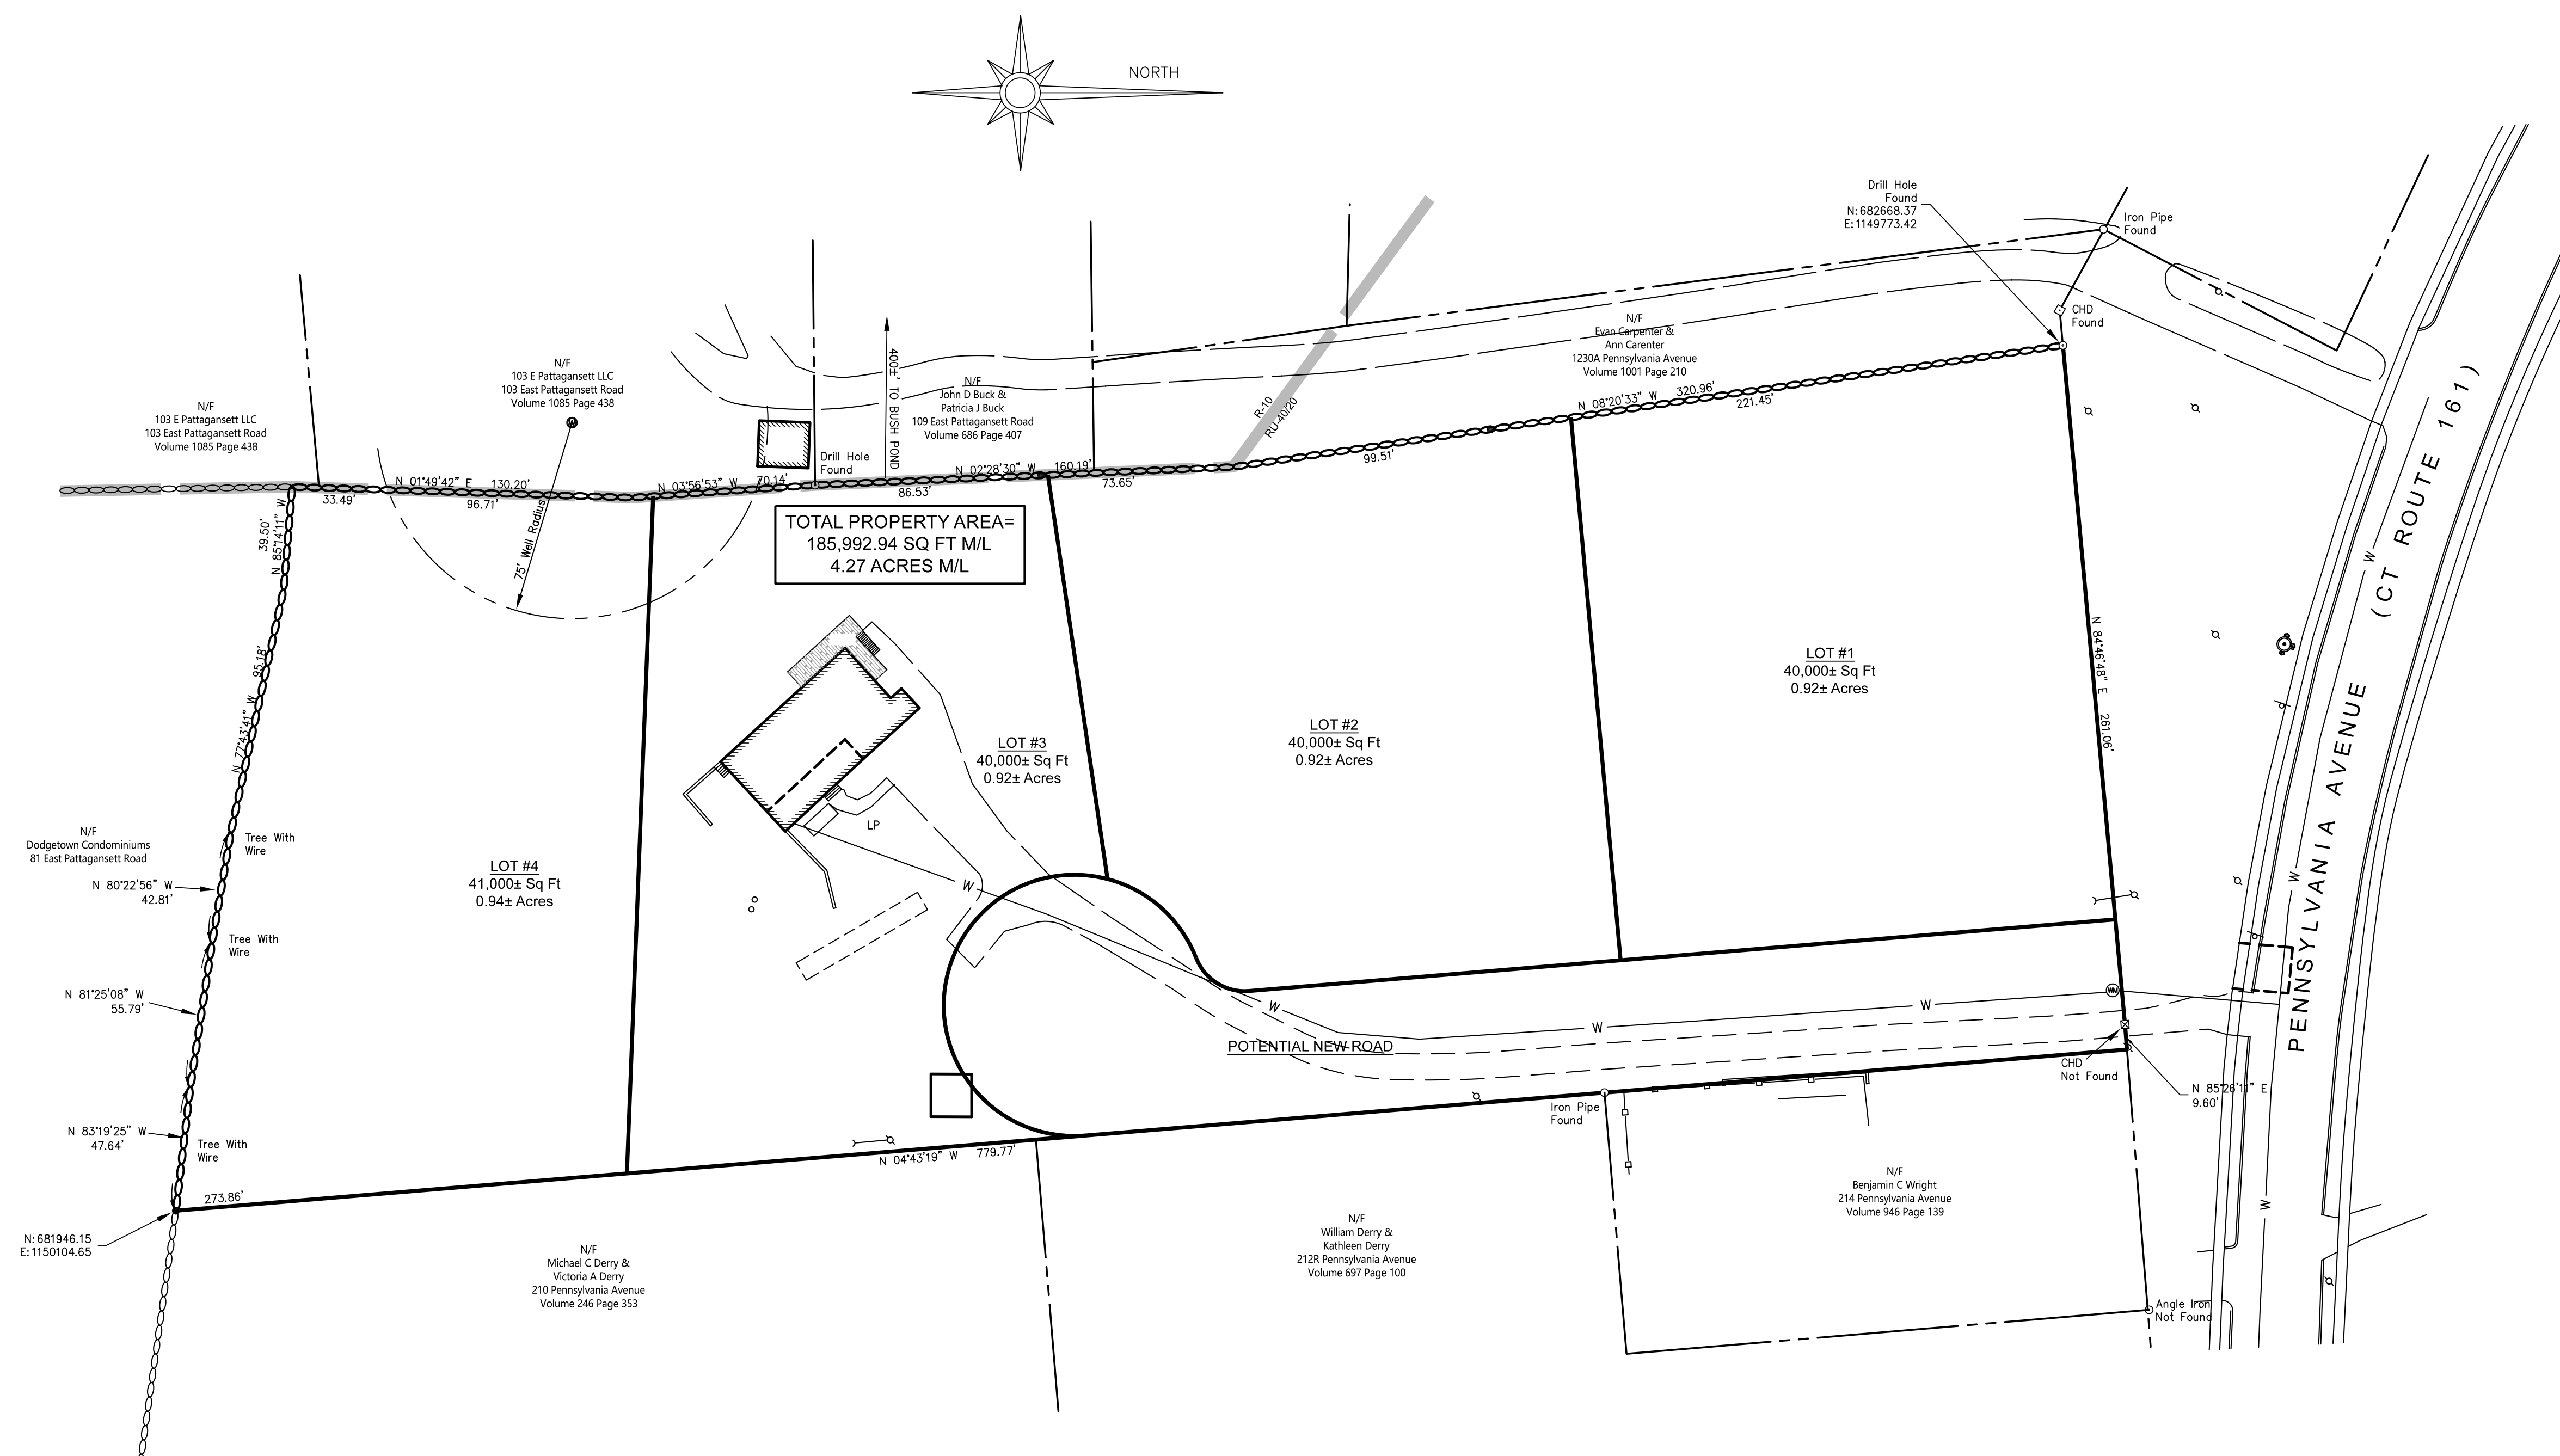 NORTH
Drill Hole
Found
N: 682668.37
E: 1149773.42
Iron Pipe
Found
CHD
Found
N/F
Evan Carpenter &
Ann Carenter
1230A Pennsylvania Avenue
Volume 1001 Page 210
N/F
103 E Pattagansett LLC
103 East Pattagansett Road
Volume 1085 Page 438
N/F
103 E Pattagansett LLC
103 East Pattagansett Road
Volume 1085 Page 438
W
400±' TO BUSH POND
N/F
John D Buck &
Patricia J Buck
109 East Pattagansett Road
Volume 686 Page 407
R-10
RU-40/20
N 08°20'33" W 320.96'
221.45'
99.51'
Drill Hole
Found
N 02°28'30" W 160.19'
73.65'
86.53'
N 03°56'53" W 70.14'
N 01°49'42" E 130.20'
96.71'
33.49'
75' Well Radius
39.50'
N 85°14'11" W
TOTAL PROPERTY AREA=
185,992.94 SQ FT M/L
4.27 ACRES M/L
N 77°43'41" W 95.18'
LOT #1
40,000± Sq Ft
0.92± Acres
N 84°46'48" E 261.06'
LOT #2
40,000± Sq Ft
0.92± Acres
LOT #3
40,000± Sq Ft
0.92± Acres
LP
LOT #4
41,000± Sq Ft
0.94± Acres
PENNSYLVANIA AVENUE (CT ROUTE 161)
W
W
W
N/F
Dodgetown Condominiums
81 East Pattagansett Road
Tree With
Wire
N 80°22'56" W
42.81'
Tree With
Wire
N 81°25'08" W
55.79'
N 83°19'25" W
47.64'
Tree With
Wire
W
W
W
W
WM
POTENTIAL NEW ROAD
CHD
Not Found
N 85°26'11" E
9.60'
Iron Pipe
Found
N 04°43'19" W 779.77'
273.86'
N: 681946.15
E: 1150104.65
N/F
Benjamin C Wright
214 Pennsylvania Avenue
Volume 946 Page 139
N/F
William Derry &
Kathleen Derry
212R Pennsylvania Avenue
Volume 697 Page 100
N/F
Michael C Derry &
Victoria A Derry
210 Pennsylvania Avenue
Volume 246 Page 353
Angle Iron
Not Found